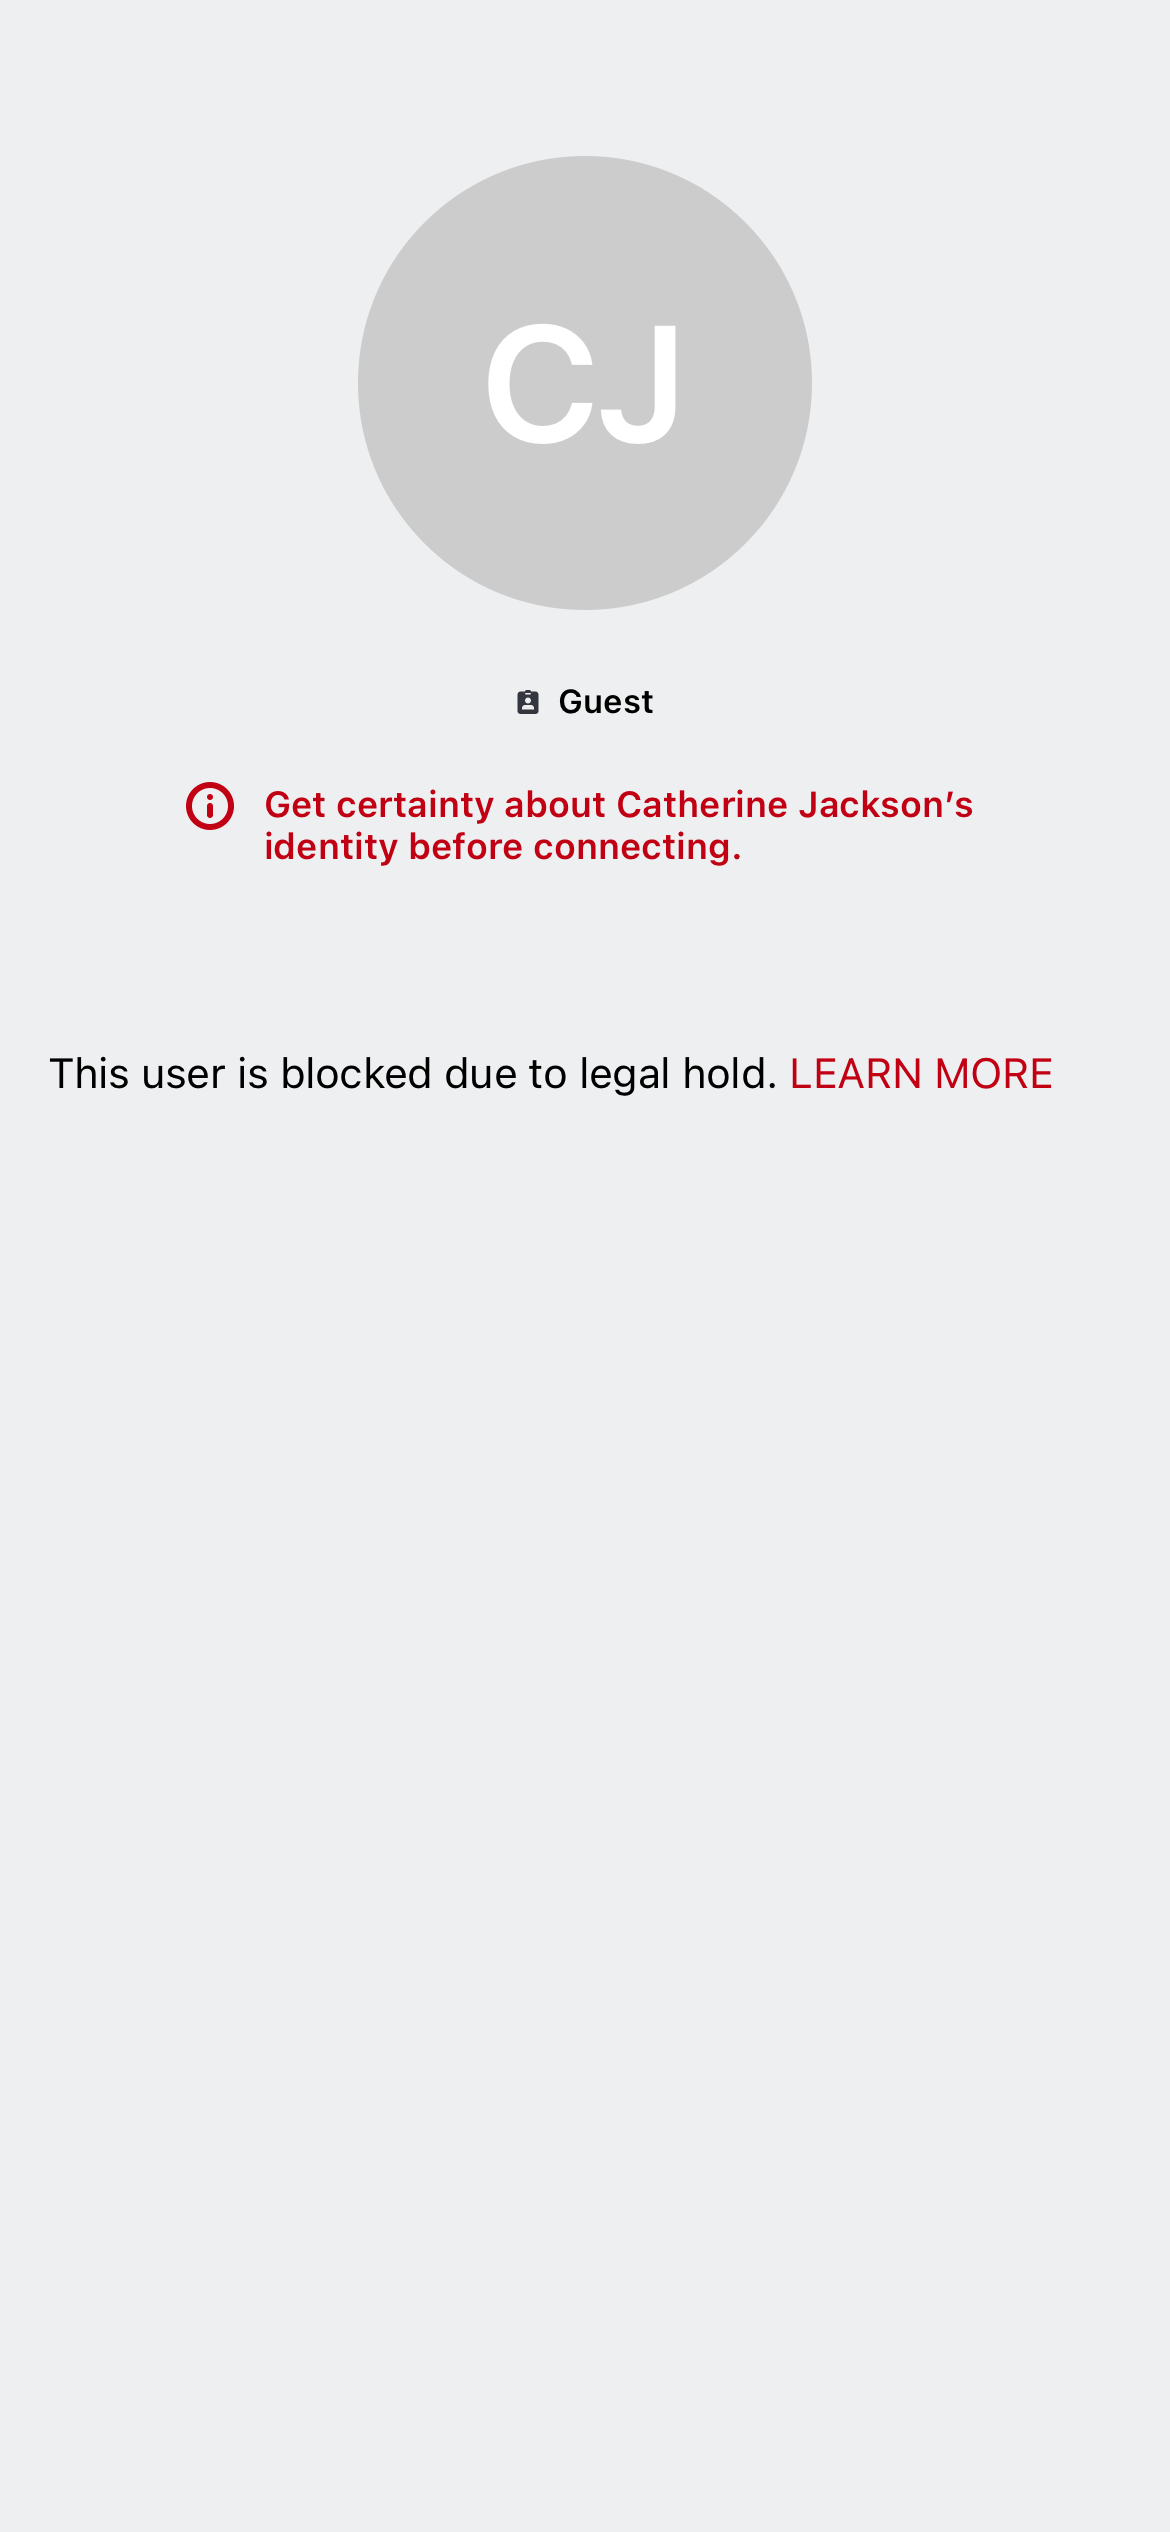 CJ
Guest
Get certainty about Catherine Jackson’s
identity before connecting.
This user is blocked due to legal hold. LEARN MORE